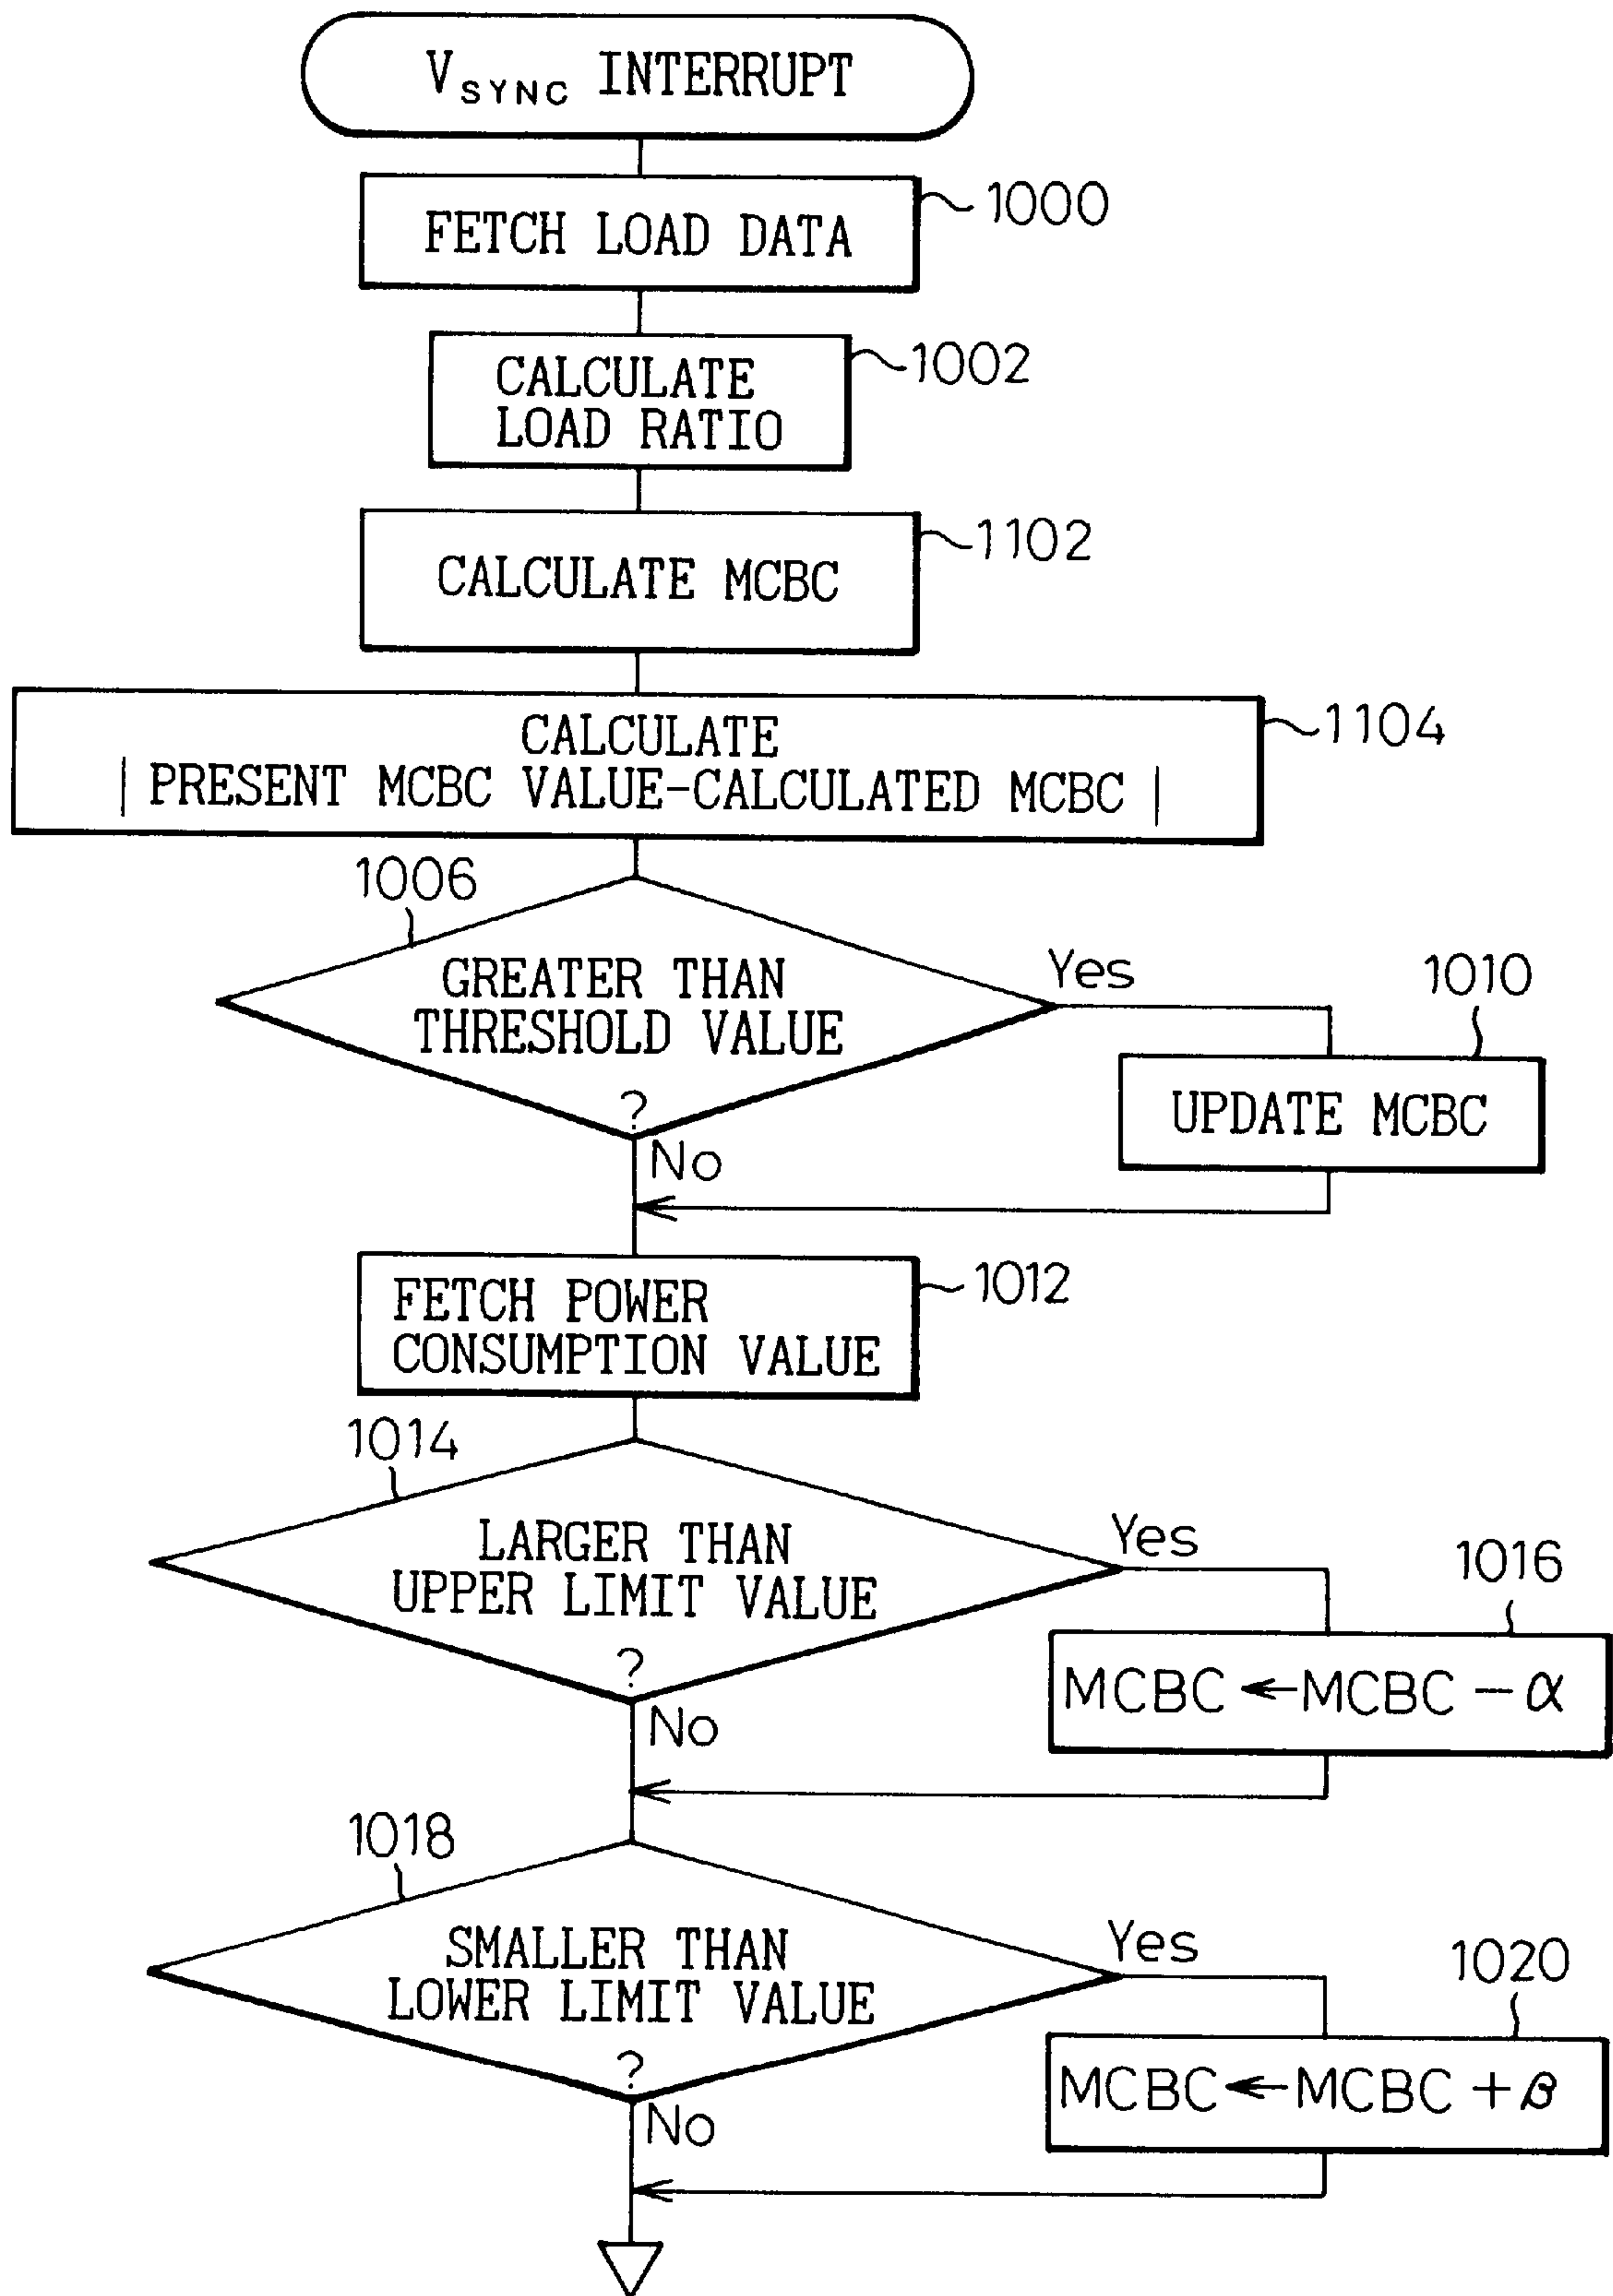 VSYNC INTERRUPT
FETCH LOAD DATA
1000
CALCULATE
LOAD RATIO
1002
CALCULATE MCBC
1102
CALCULATE
| PRESENT MCBC VALUE-CALCULATED MCBC |
1104
1006
GREATER THAN
THRESHOLD VALUE
?
Yes
No
1010
UPDATE MCBC
FETCH POWER
CONSUMPTION VALUE
1012
1014
LARGER THAN
UPPER LIMIT VALUE
?
Yes
No
1016
MCBC ← MCBC − α
1018
SMALLER THAN
LOWER LIMIT VALUE
?
Yes
No
1020
MCBC ← MCBC + β